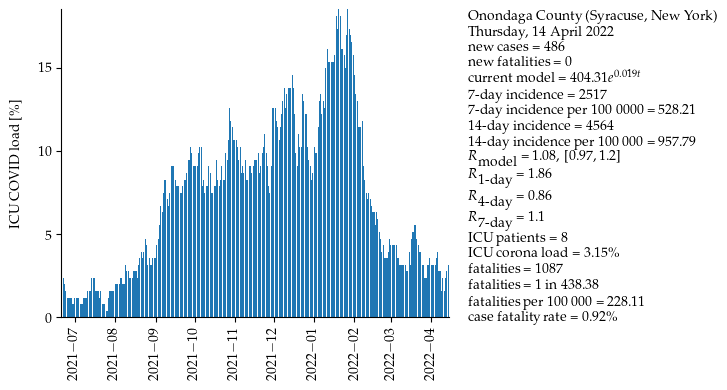 Onondaga County (Syracuse, New York)
Thursday, 14 April 2022
new cases = 486
new fatalities = 0
current model = 404.31e^0.019t
7-day incidence = 2517
7-day incidence per 100 0000 = 528.21
14-day incidence = 4564
14-day incidence per 100 000 = 957.79
R_model = 1.08, [0.97, 1.2]
R_1-day = 1.86
R_4-day = 0.86
R_7-day = 1.1
ICU patients = 8
ICU corona load = 3.15%
fatalities = 1087
fatalities = 1 in 438.38
fatalities per 100 000 = 228.11
case fatality rate = 0.92%
ICU COVID load [%]
15
10
5
0
2021−07
2021−08
2021−09
2021−10
2021−11
2021−12
2022−01
2022−02
2022−03
2022−04